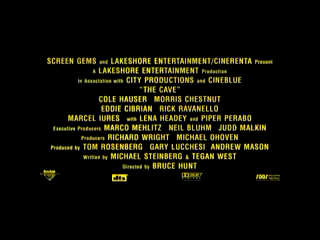 SCREEN GEMS and LAKESHORE ENTERTAINMENT/CINERENTA Present
A LAKESHORE ENTERTAINMENT Production
in Association with CITY PRODUCTIONS and CINEBLUE
"THE CAVE"
COLE HAUSER MORRIS CHESTNUT
EDDIE CIBRIAN RICK RAVANELLO
MARCEL IURES with LENA HEADEY and PIPER PERABO
Executive Producers MARCO MEHLITZ NEIL BLUHM JUDD MALKIN
Producers RICHARD WRIGHT MICHAEL OHOVEN
Produced by TOM ROSENBERG GARY LUCCHESI ANDREW MASON
Written by MICHAEL STEINBERG & TEGAN WEST
Directed by BRUCE HUNT
dts